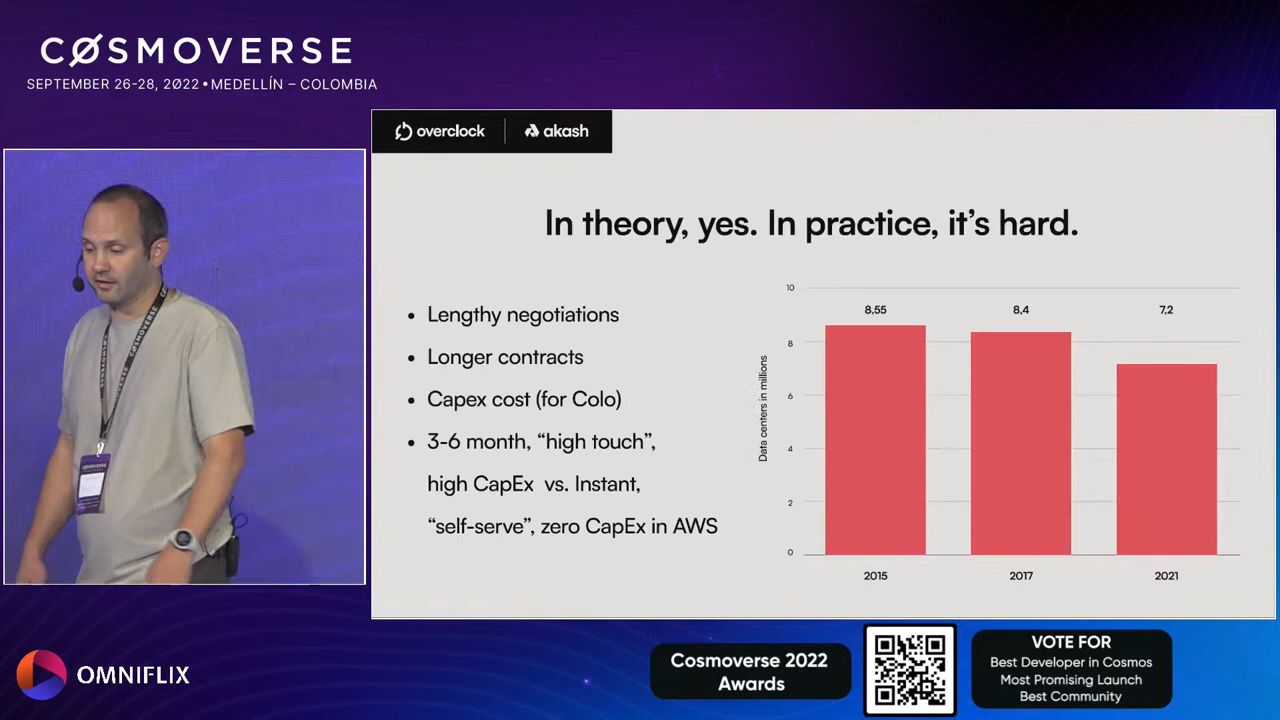 CØSMOVERSE
SEPTEMBER 26-28, 2Ø22 • MEDELLÍN – COLOMBIA
overclock
akash
In theory, yes. In practice, it's hard.
• Lengthy negotiations
• Longer contracts
• Capex cost (for Colo)
• 3-6 month, “high touch”,
high CapEx vs. Instant,
“self-serve”, zero CapEx in AWS
Data centers in millions
10
8
6
4
2
0
8,55
8,4
7,2
2015
2017
2021
OMNIFLIX
Cosmoverse 2022
Awards
VOTE FOR
Best Developer in Cosmos
Most Promising Launch
Best Community